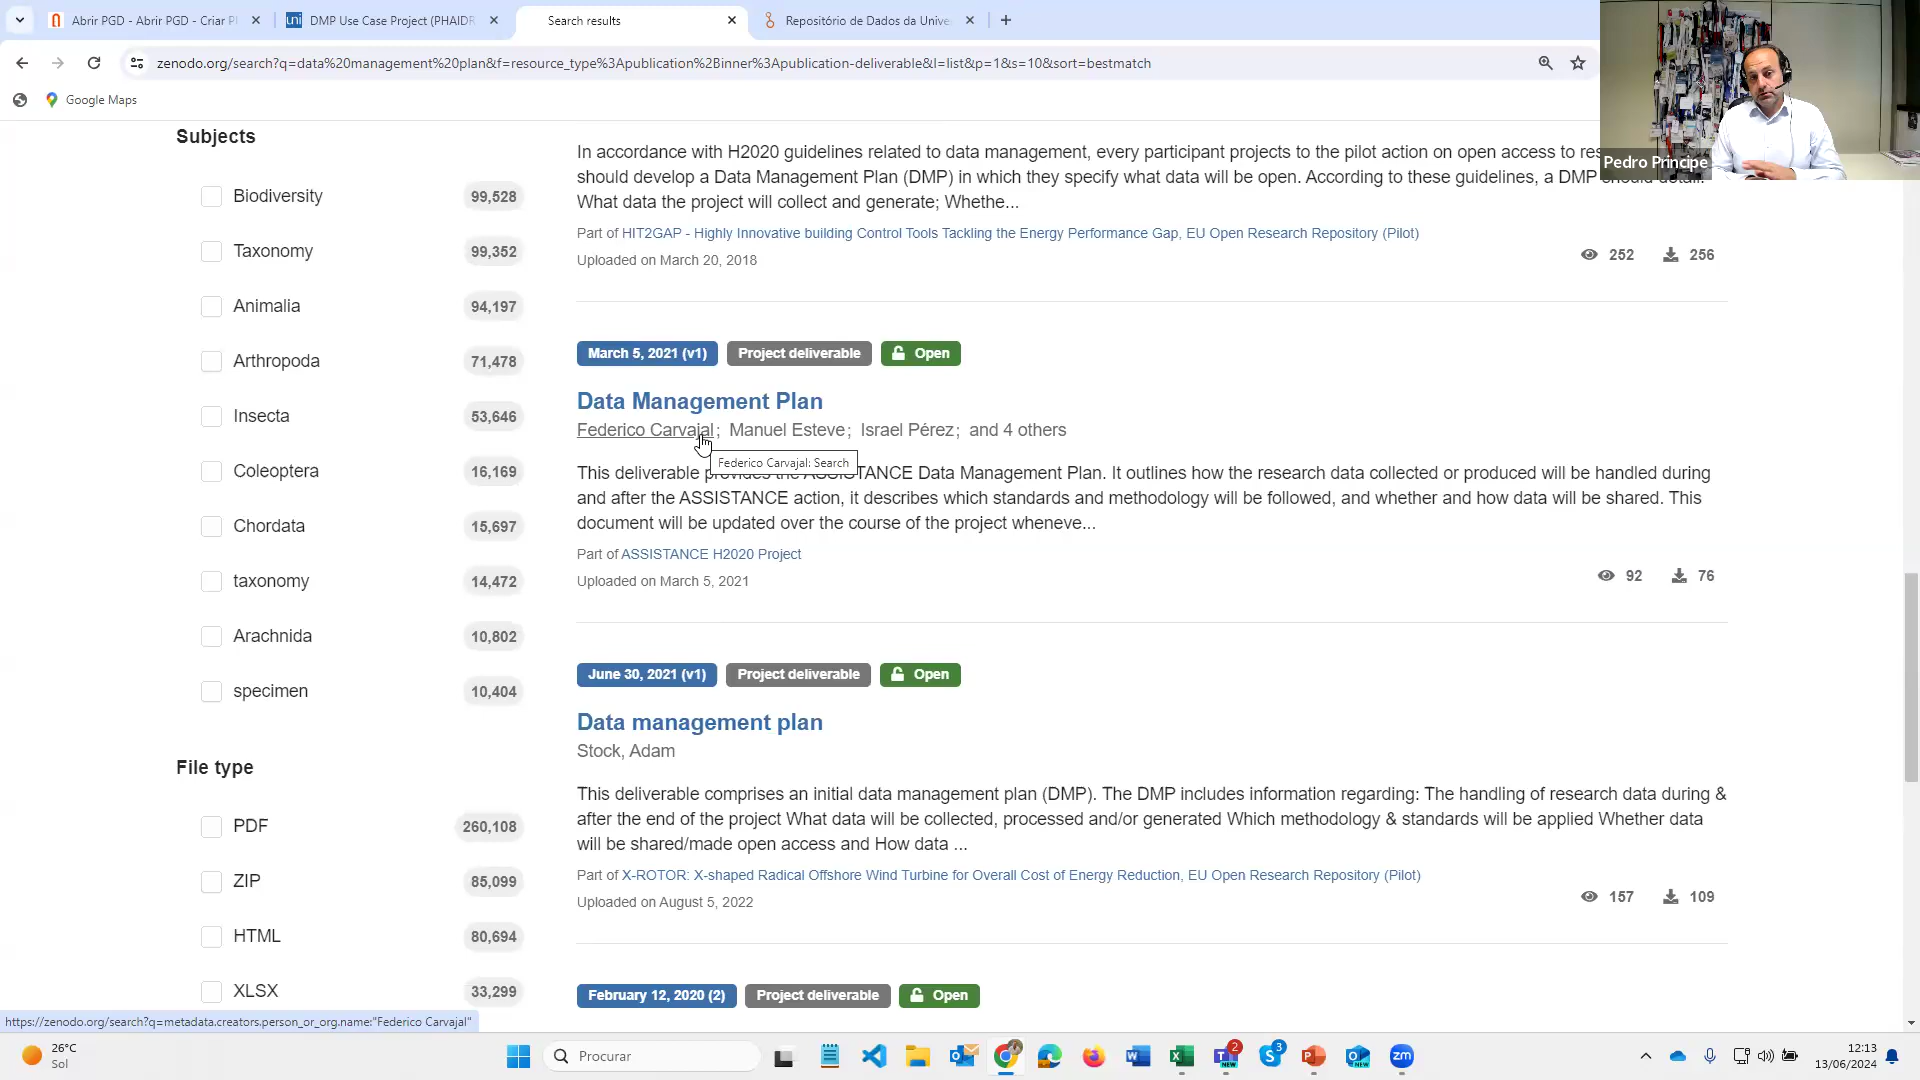 Abrir PGD - Abrir PGD - Criar P
DMP Use Case Project (PHAIDR
Search results
Repositório de Dados da Unive
zenodo.org/search?q=data%20management%20plan&f=resource_type%3Apublication%2Binner%3Apublication-deliverable&l=list&p=1&s=10&sort=bestmatch
Google Maps
Pedro Principe
Subjects
Biodiversity 99,528
Taxonomy 99,352
Animalia 94,197
Arthropoda 71,478
Insecta 53,646
Coleoptera 16,169
Chordata 15,697
taxonomy 14,472
Arachnida 10,802
specimen 10,404
File type
PDF 260,108
ZIP 85,099
HTML 80,694
XLSX 33,299
In accordance with H2020 guidelines related to data management, every participant projects to the pilot action on open access to
should develop a Data Management Plan (DMP) in which they specify what data will be open. According to these guidelines, a DMP should detail:
What data the project will collect and generate; Whethe...
Part of HIT2GAP - Highly Innovative building Control Tools Tackling the Energy Performance Gap, EU Open Research Repository (Pilot)
Uploaded on March 20, 2018
252 256
March 5, 2021 (v1) Project deliverable Open
Data Management Plan
Federico Carvajal; Manuel Esteve; Israel Pérez; and 4 others
Federico Carvajal: Search
This deliverable provides the ASSISTANCE Data Management Plan. It outlines how the research data collected or produced will be handled during
and after the ASSISTANCE action, it describes which standards and methodology will be followed, and whether and how data will be shared. This
document will be updated over the course of the project wheneve...
Part of ASSISTANCE H2020 Project
Uploaded on March 5, 2021
92 76
June 30, 2021 (v1) Project deliverable Open
Data management plan
Stock, Adam
This deliverable comprises an initial data management plan (DMP). The DMP includes information regarding: The handling of research data during &
after the end of the project What data will be collected, processed and/or generated Which methodology & standards will be applied Whether data
will be shared/made open access and How data ...
Part of X-ROTOR: X-shaped Radical Offshore Wind Turbine for Overall Cost of Energy Reduction, EU Open Research Repository (Pilot)
Uploaded on August 5, 2022
157 109
February 12, 2020 (2) Project deliverable Open
https://zenodo.org/search?q=metadata.creators.person_or_org.name:"Federico Carvajal"
26°C
Sol
Procurar
2
3
NEW
NEW
zm
12:13
13/06/2024